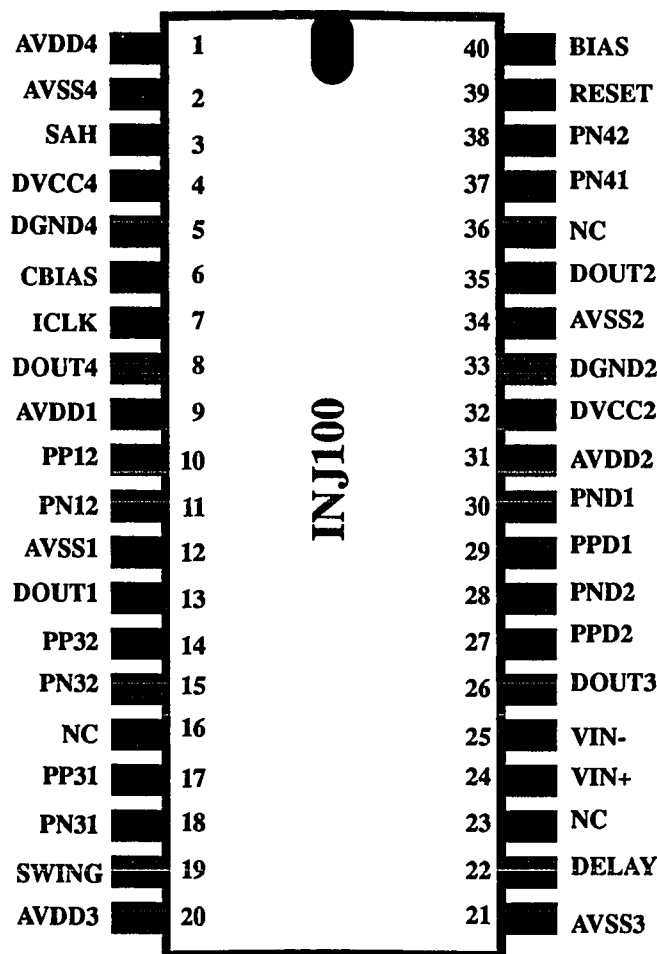 AVDD4 1 40 BIAS
AVSS4 2 39 RESET
SAH 3 38 PN42
DVCC4 4 37 PN41
DGND4 5 36 NC
CBIAS 6 35 DOUT2
ICLK 7 34 AVSS2
DOUT4 8 33 DGND2
AVDD1 9 32 DVCC2
PP12 10 31 AVDD2
PN12 11 30 PND1
AVSS1 12 29 PPD1
DOUT1 13 28 PND2
PP32 14 27 PPD2
PN32 15 26 DOUT3
NC 16 25 VIN-
PP31 17 24 VIN+
PN31 18 23 NC
SWING 19 22 DELAY
AVDD3 20 21 AVSS3
INJ100